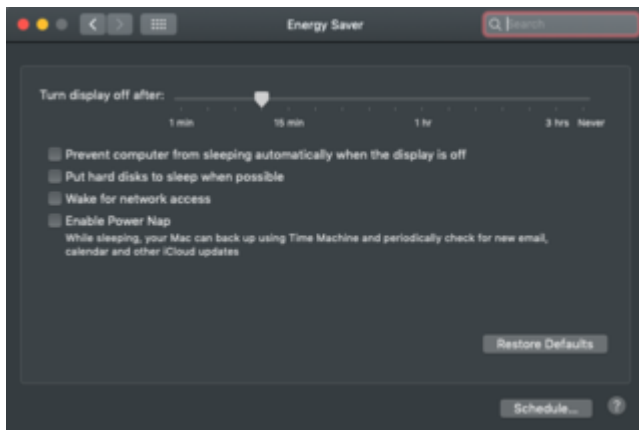 Energy Saver
Search
Turn display off after:
1 min 15 min 1 hr 3 hrs Never
Prevent computer from sleeping automatically when the display is off
Put hard disks to sleep when possible
Wake for network access
Enable Power Nap
While sleeping, your Mac can back up using Time Machine and periodically check for new email,
calendar and other iCloud updates
Restore Defaults
Schedule...
?